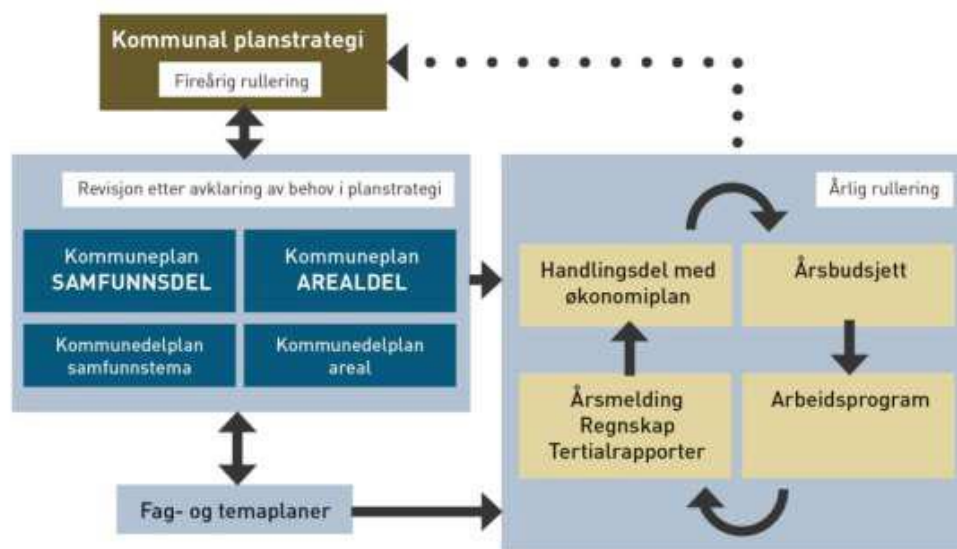 Kommunal planstrategi
Fireårig rullering
Revisjon etter avklaring av behov i planstrategi
Kommuneplan
SAMFUNNSDEL
Kommuneplan
AREALDEL
Kommunedelplan
samfunnstema
Kommunedelplan
areal
Fag- og temaplaner
Årlig rullering
Handlingsdel med
økonomiplan
Årsbudsjett
Årsmelding
Regnskap
Tertialrapporter
Arbeidsprogram